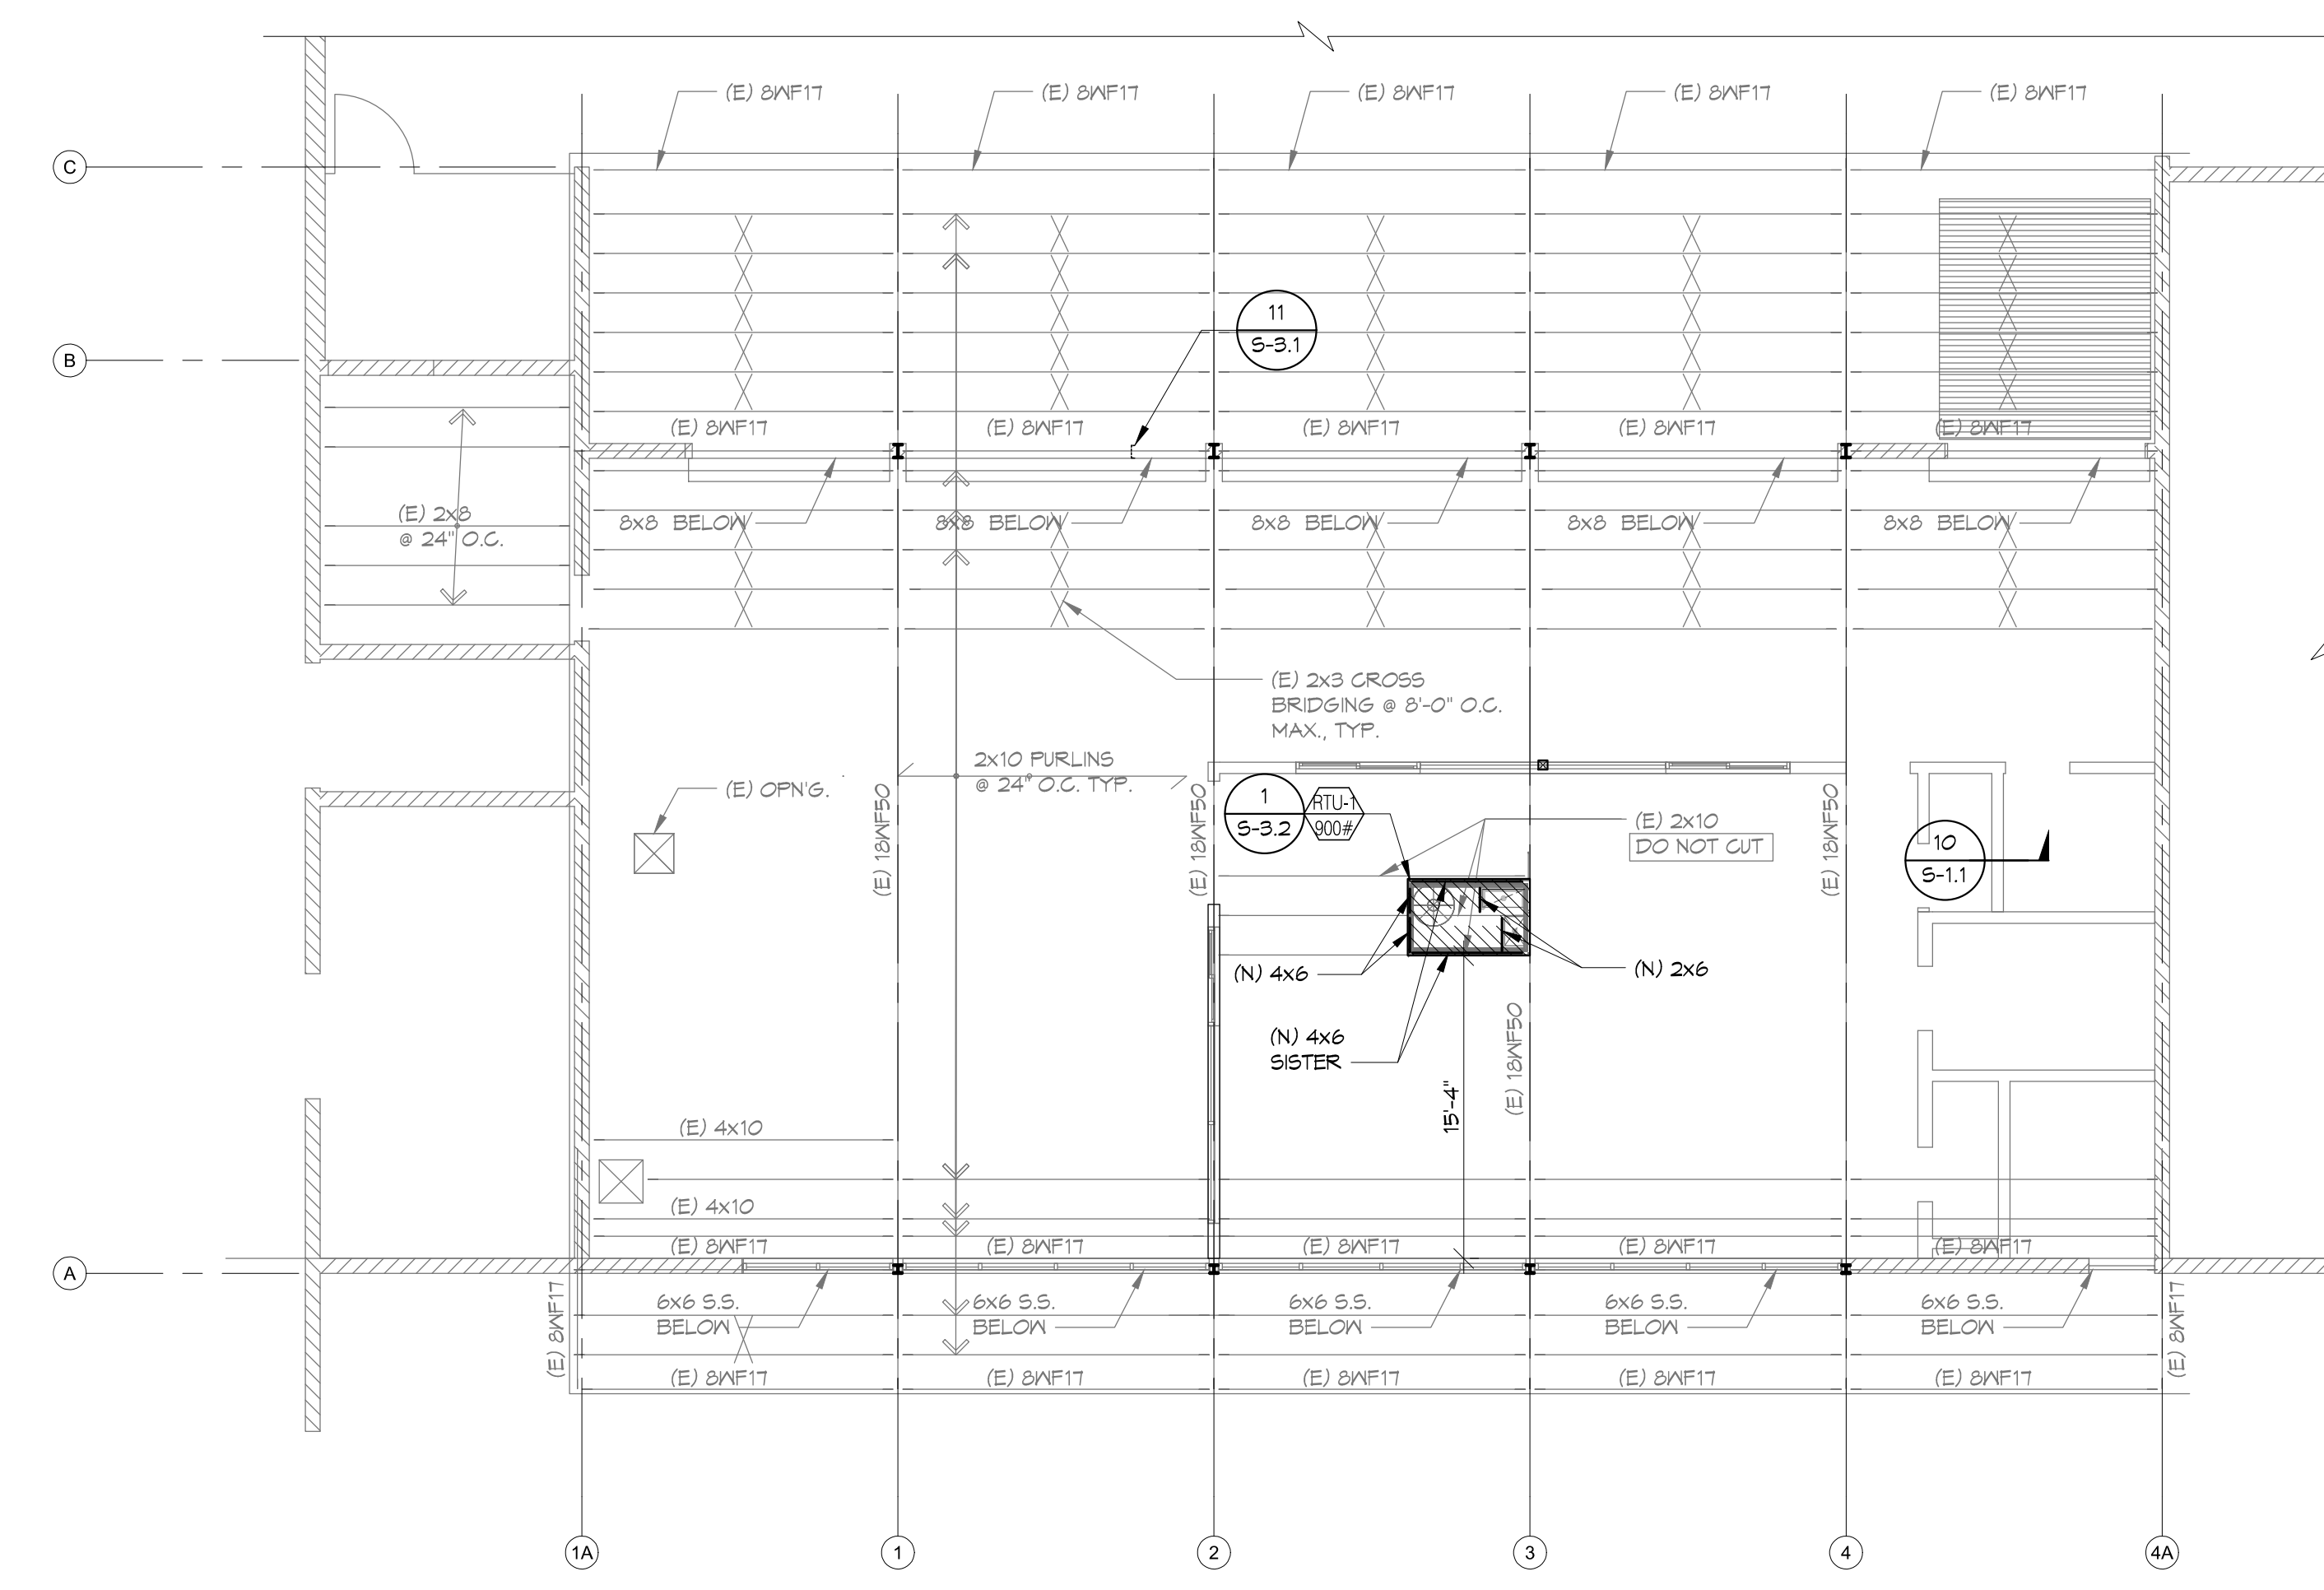 (E) 8WF17
(E) 8WF17
(E) 8WF17
(E) 8WF17
(E) 8WF17
C
11
S-3.1
B
(E) 8WF17
(E) 8WF17
(E) 8WF17
(E) 8WF17
(E) 8WF17
(E) 2x8
@ 24" O.C.
8x8 BELOW
8x8 BELOW
8x8 BELOW
8x8 BELOW
8x8 BELOW
(E) 2x3 CROSS
BRIDGING @ 8'-0" O.C.
MAX., TYP.
2x10 PURLINS
@ 24" O.C. TYP.
(E) OPN'G.
(E) 18WF50
(E) 18WF50
1
S-3.2
RTU-1
900#
(E) 2x10
DO NOT CUT
(E) 18WF50
10
S-1.1
(N) 4x6
(N) 2x6
(N) 4x6
SISTER
15'-4"
(E) 18WF50
(E) 4x10
(E) 4x10
(E) 8WF17
(E) 8WF17
(E) 8WF17
(E) 8WF17
(E) 8WF17
A
(E) 8WF17
6x6 S.S.
BELOW
6x6 S.S.
BELOW
6x6 S.S.
BELOW
6x6 S.S.
BELOW
6x6 S.S.
BELOW
(E) 8WF17
(E) 8WF17
(E) 8WF17
(E) 8WF17
(E) 8WF17
(E) 8WF17
1A
1
2
3
4
4A